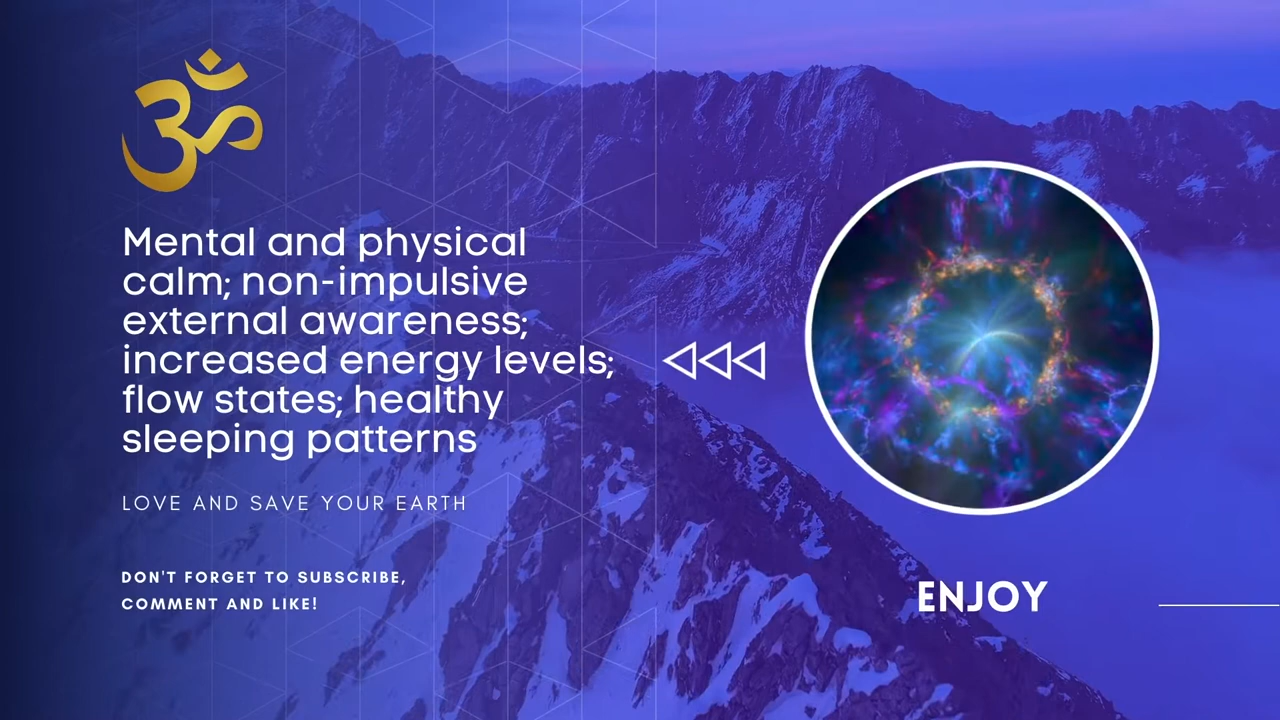 ॐ
Mental and physical
calm; non-impulsive
external awareness;
increased energy levels;
flow states; healthy
sleeping patterns
LOVE AND SAVE YOUR EARTH
DON'T FORGET TO SUBSCRIBE,
COMMENT AND LIKE!
ENJOY